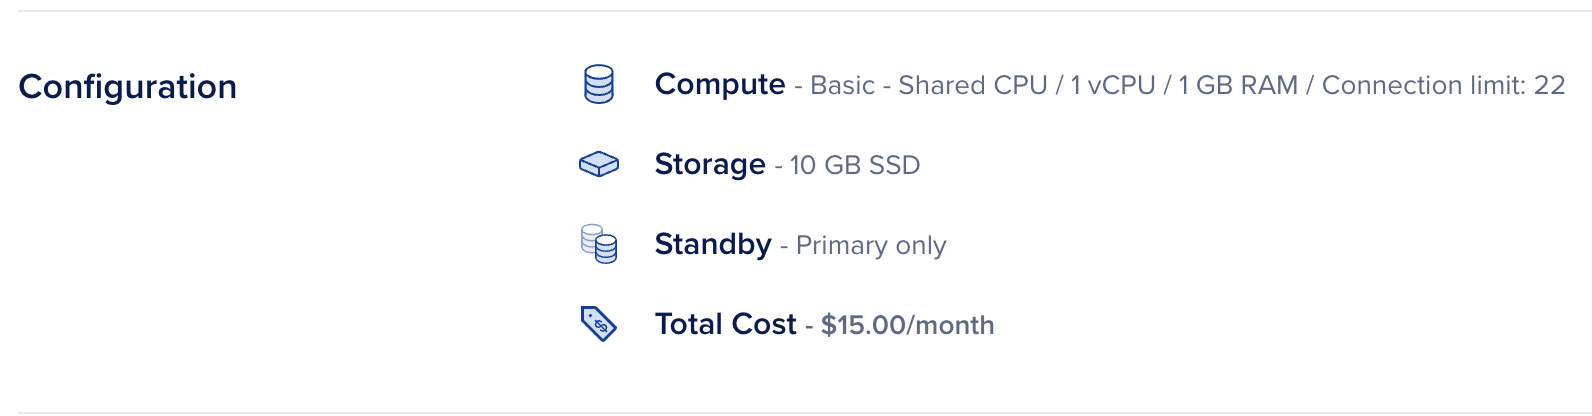 Configuration
Compute - Basic - Shared CPU / 1 vCPU / 1 GB RAM / Connection limit: 22
Storage - 10 GB SSD
Standby - Primary only
Total Cost - $15.00/month